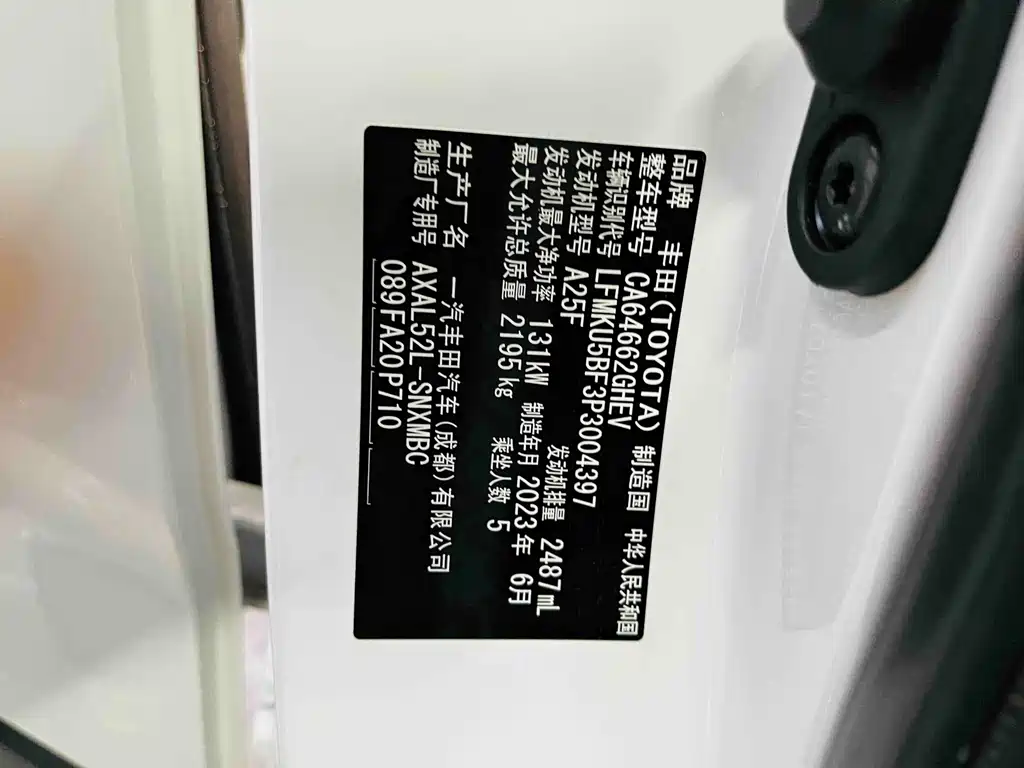 品牌 丰田(TOYOTA) 制造国 中华人民共和国
整车型号 CA64662GHEV
车辆识别代号 LFMKU5BF3P3004397
发动机型号 A25F 发动机排量 2487mL
发动机最大净功率 131kW 制造年月 2023年 6月
最大允许总质量 2195kg 乘坐人数 5
生产厂名 一汽丰田汽车(成都)有限公司
制造厂专用号 AXAL52L-SNXMBC
089FA20P710